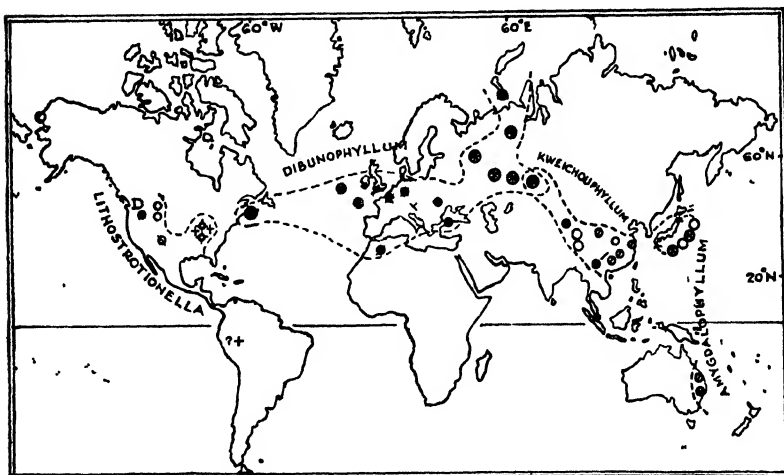 60°W
60°E
DIBUNOPHYLLUM
60°N
KWEICHOUPHYLLUM
D
LITHOSTROTIONELLA
20°N
AMYGDALOPHYLLUM
?+